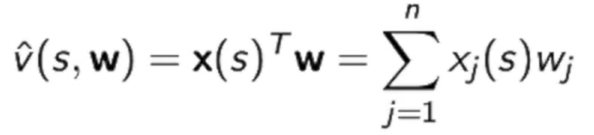 v̂(s, w) = x(s)ᵀw = ∑ⱼ₌₁ⁿ xⱼ(s)wⱼ